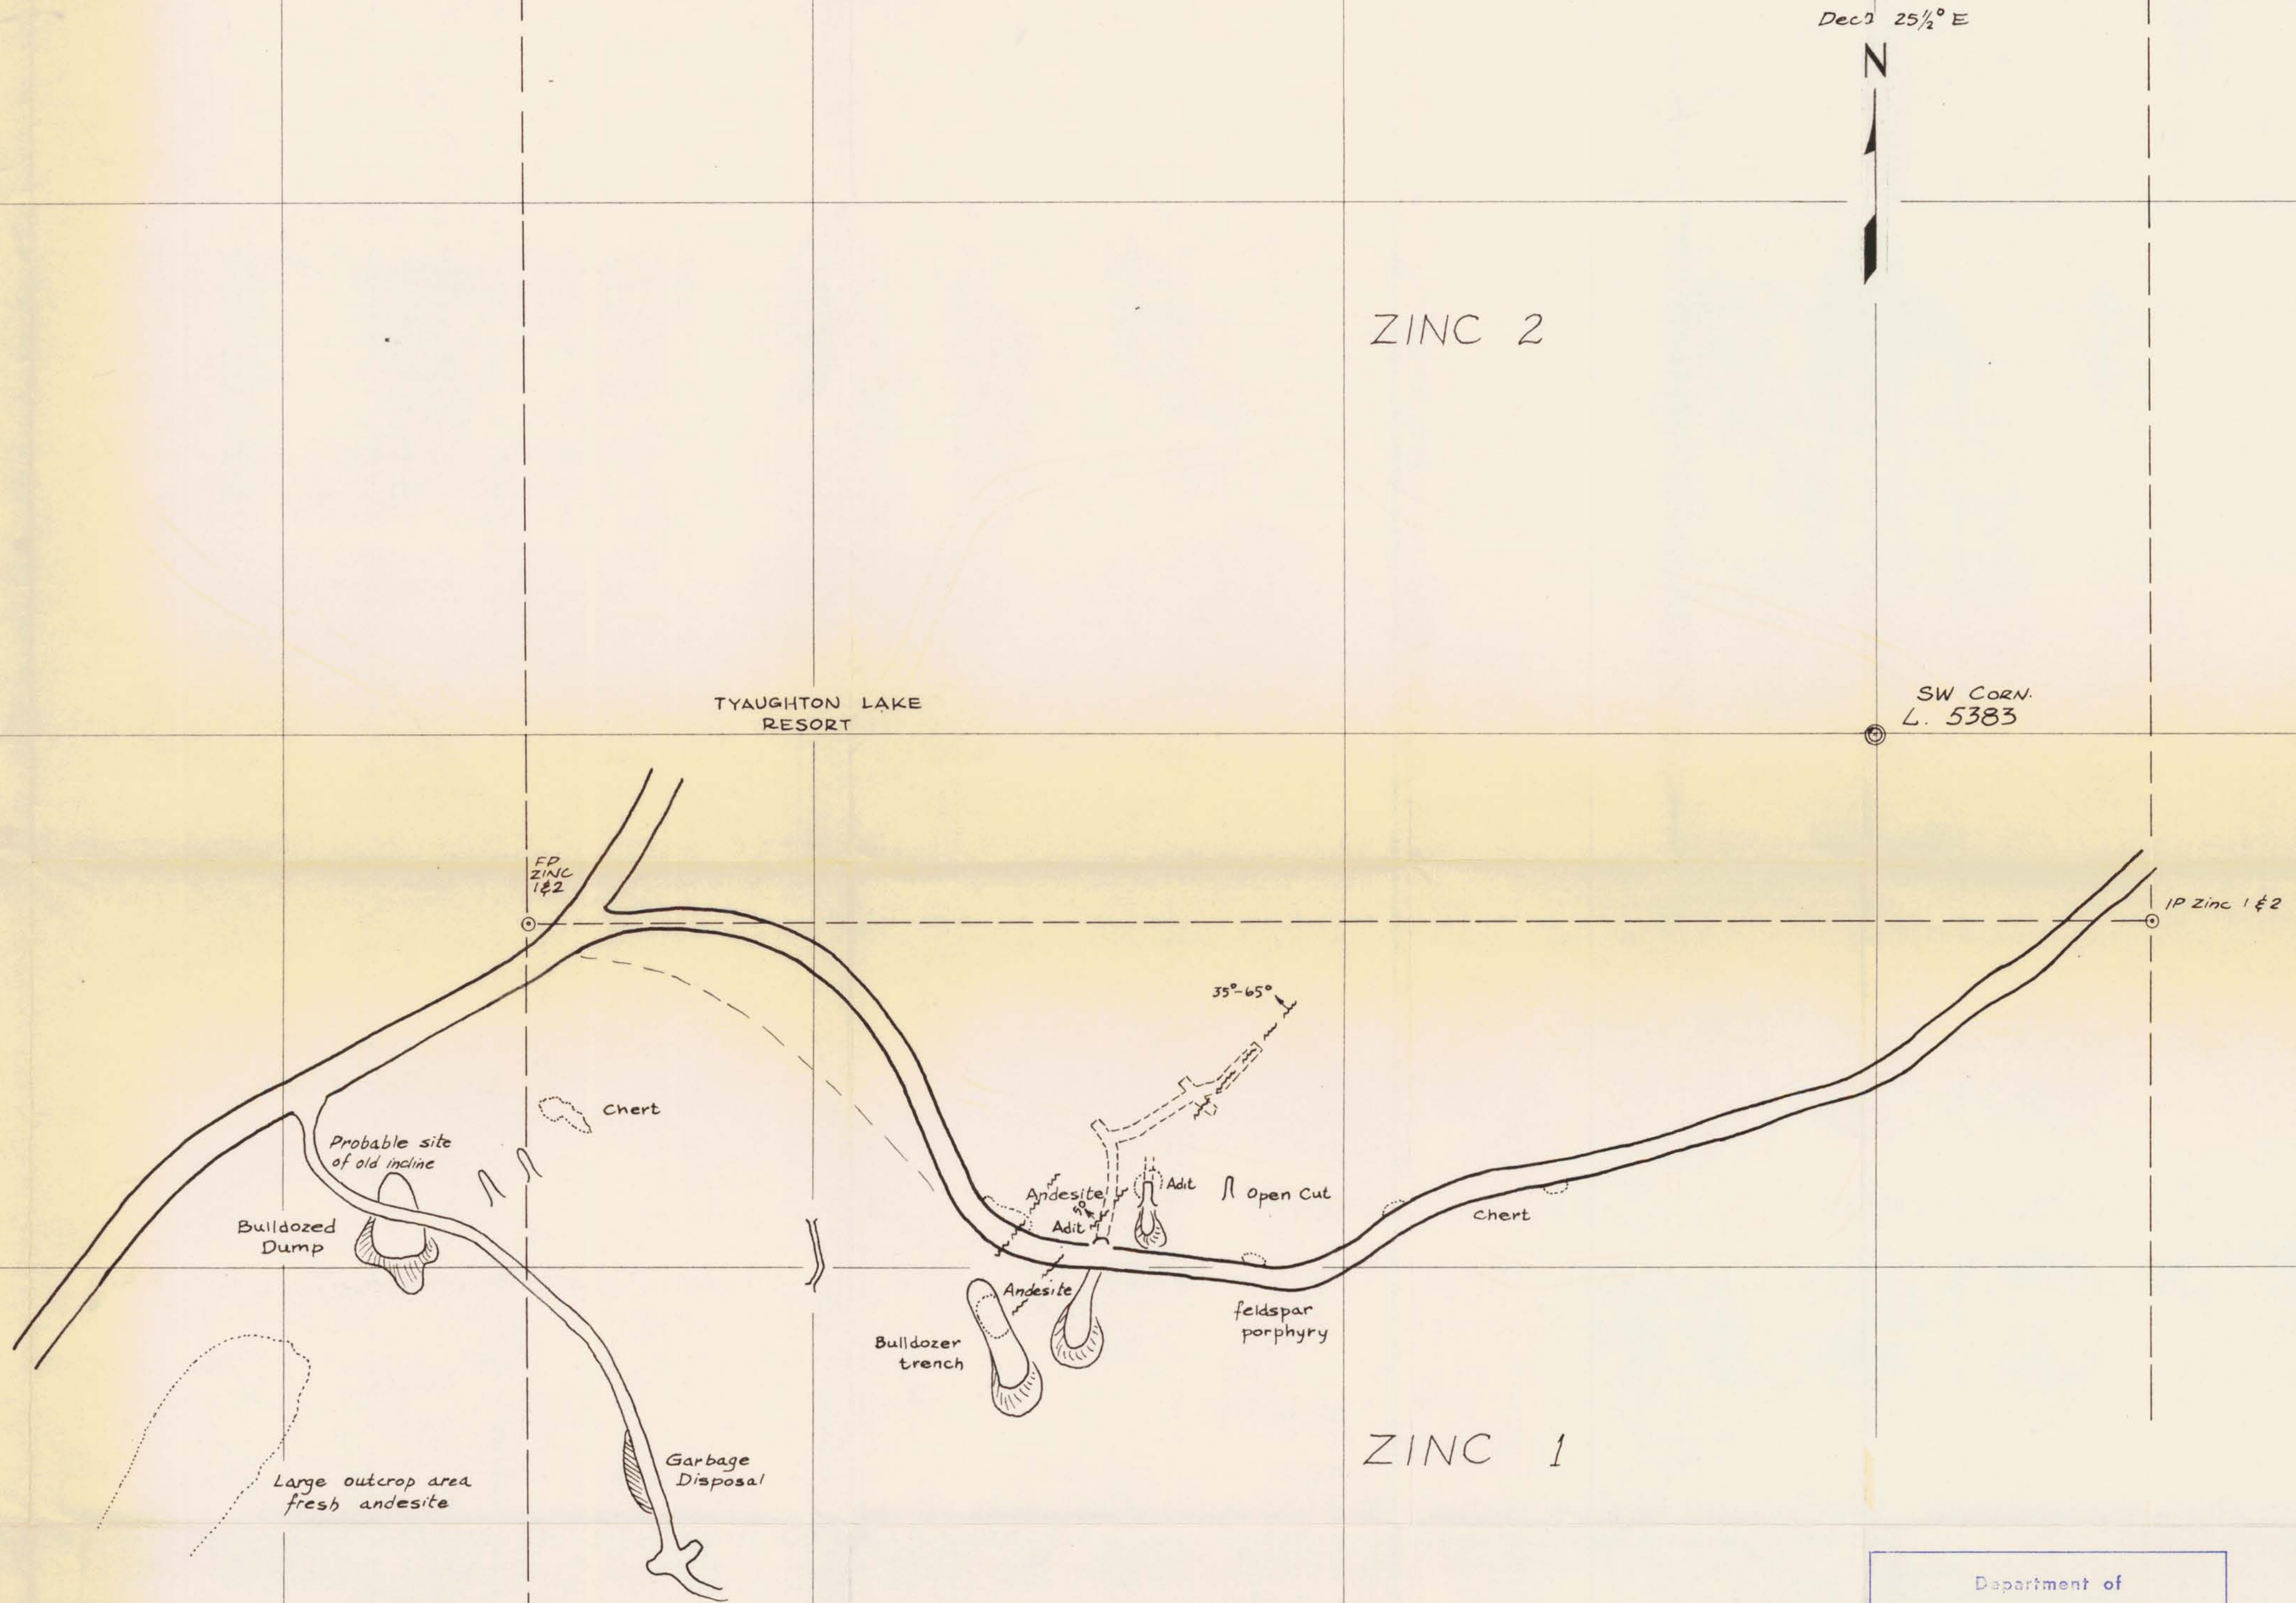 Decn 25½° E
N
ZINC 2
SW CORN.
L. 5383
TYAUGHTON LAKE
RESORT
FP
ZINC
1&2
IP Zinc 1 & 2
35°-65°
Chert
Probable site
of old incline
Bulldozed
Dump
Andesite
5°
Adit
Adit
Open Cut
Chert
Andesite
feldspar
porphyry
Bulldozer
trench
ZINC 1
Garbage
Disposal
Large outcrop area
fresh andesite
Department of